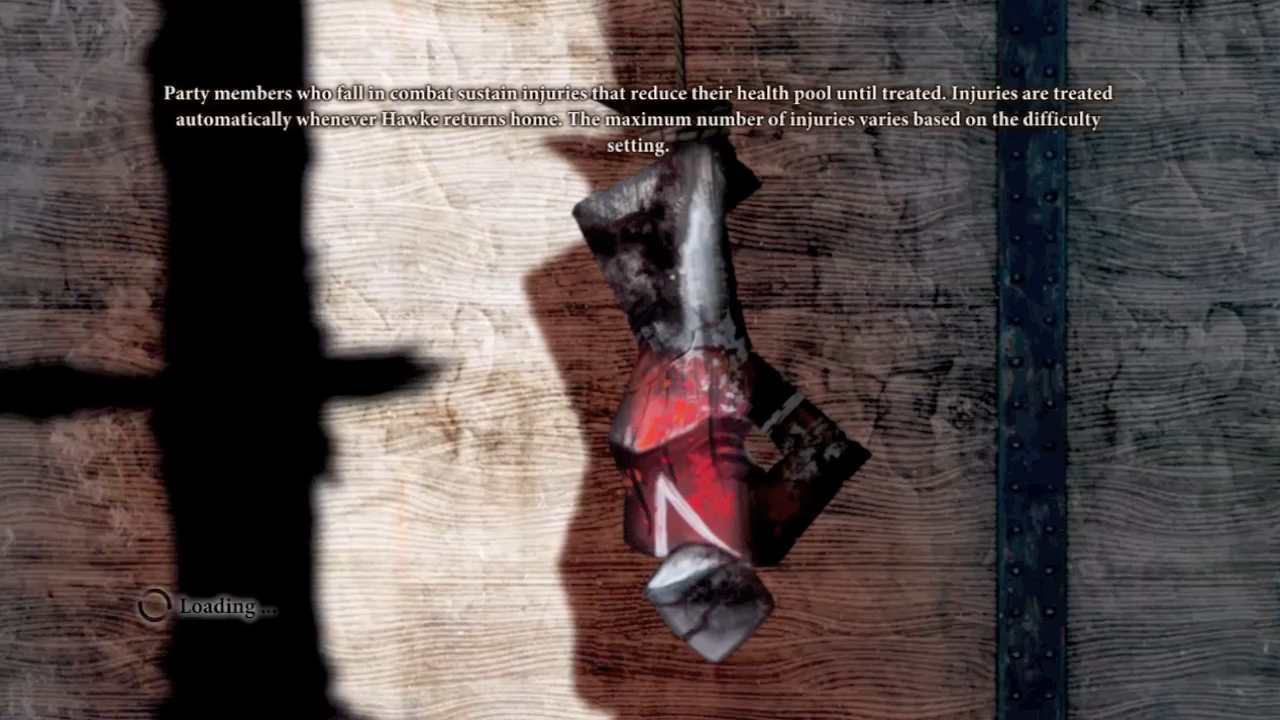 Party members who fall in combat sustain injuries that reduce their health pool until treated. Injuries are treated
automatically whenever Hawke returns home. The maximum number of injuries varies based on the difficulty
setting.
Loading ...